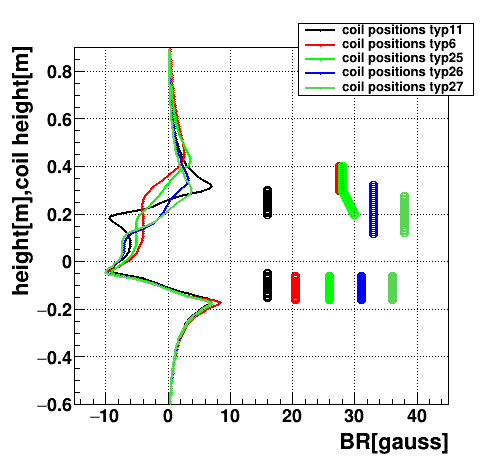 coil positions typ11
coil positions typ6
coil positions typ25
coil positions typ26
coil positions typ27
height[m],coil height[m]
0.8
0.6
0.4
0.2
0
−0.2
−0.4
−0.6
−10 0 10 20 30 40
BR[gauss]